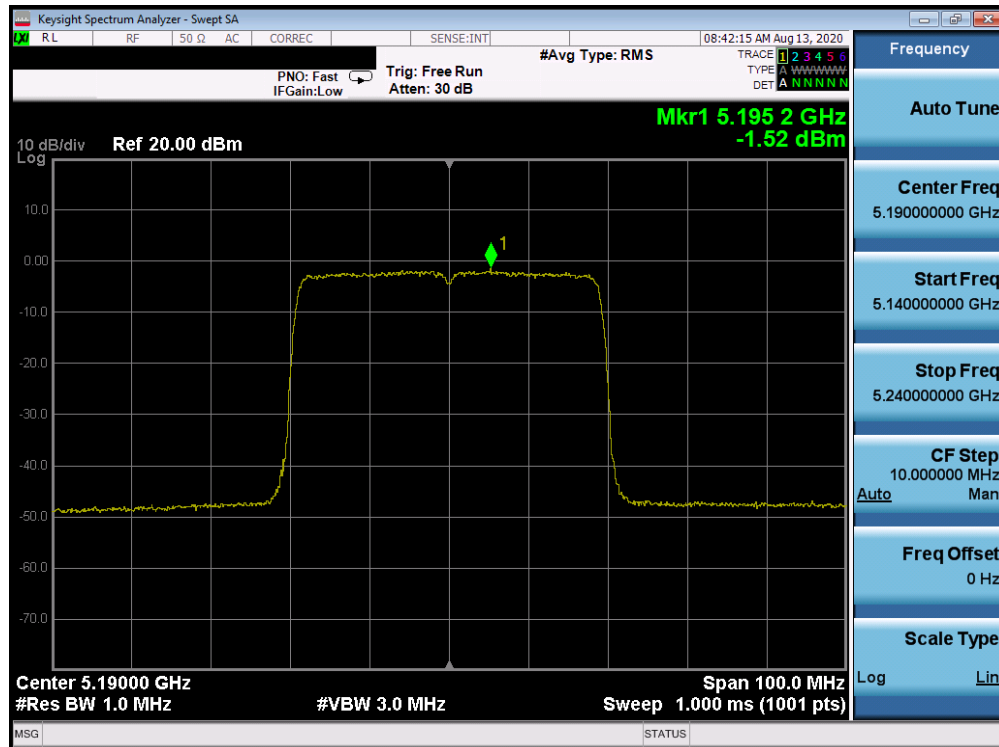 Keysight Spectrum Analyzer - Swept SA
LXI RL RF 50 Ω AC CORREC SENSE:INT 08:42:15 AM Aug 13, 2020
#Avg Type: RMS
TRACE 1 2 3 4 5 6
PNO: Fast Trig: Free Run
TYPE A WWWWW
IFGain:Low Atten: 30 dB
DET A N N N N N
Mkr1 5.195 2 GHz
-1.52 dBm
10 dB/div Ref 20.00 dBm
Log
10.0
1
0.00
-10.0
-20.0
-30.0
-40.0
-50.0
-60.0
-70.0
Center 5.19000 GHz Span 100.0 MHz
#Res BW 1.0 MHz #VBW 3.0 MHz Sweep 1.000 ms (1001 pts)
MSG STATUS
Frequency
Auto Tune
Center Freq
5.190000000 GHz
Start Freq
5.140000000 GHz
Stop Freq
5.240000000 GHz
CF Step
10.000000 MHz
Auto Man
Freq Offset
0 Hz
Scale Type
Log Lin